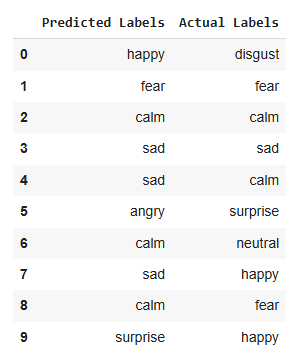 Predicted Labels Actual Labels
0 happy disgust
1 fear fear
2 calm calm
3 sad sad
4 sad calm
5 angry surprise
6 calm neutral
7 sad happy
8 calm fear
9 surprise happy